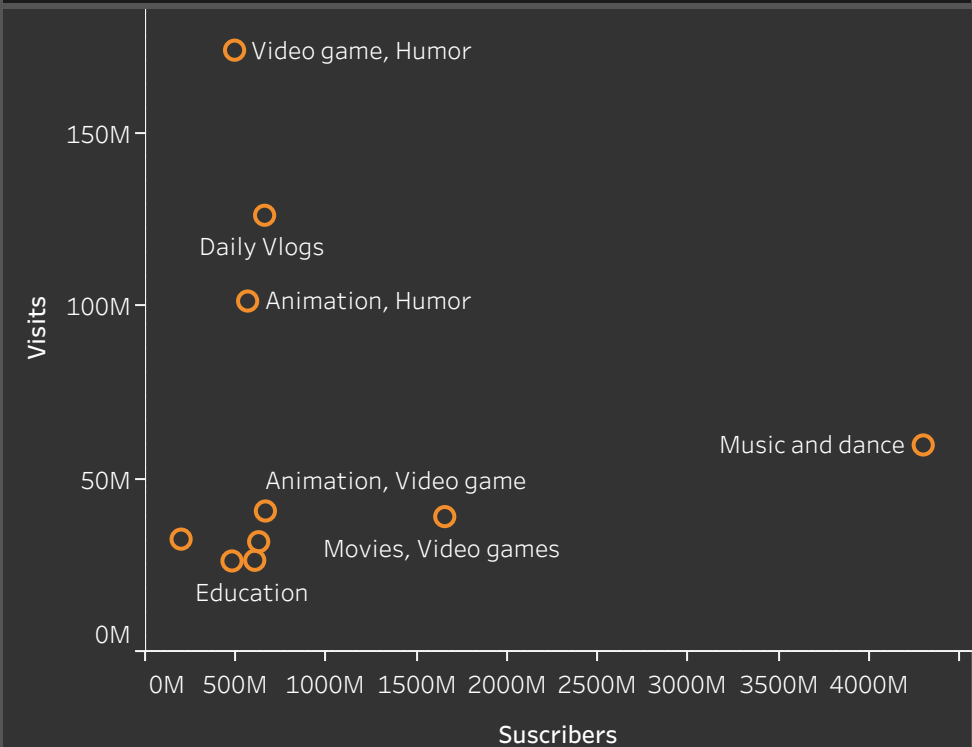 Video game, Humor
150M
Daily Vlogs
Animation, Humor
100M
Visits
Music and dance
Animation, Video game
50M
Movies, Video games
Education
0M
0M 500M 1000M 1500M 2000M 2500M 3000M 3500M 4000M
Suscribers